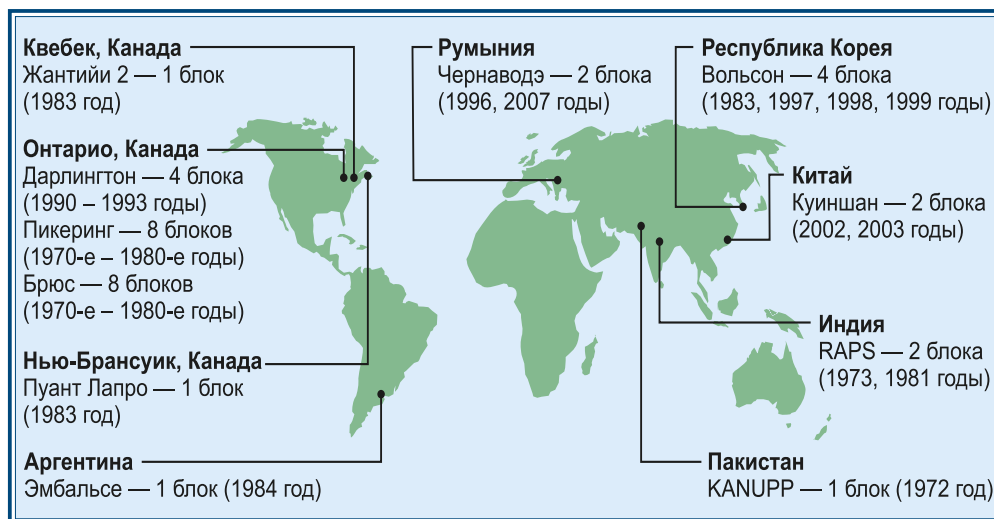 Квебек, Канада
Жантийи 2 — 1 блок
(1983 год)
Онтарио, Канада
Дарлингтон — 4 блока
(1990 – 1993 годы)
Пикеринг — 8 блоков
(1970-е – 1980-е годы)
Брюс — 8 блоков
(1970-е – 1980-е годы)
Нью-Брансуик, Канада
Пуант Лапро — 1 блок
(1983 год)
Аргентина
Эмбальсе — 1 блок (1984 год)
Румыния
Чернаводэ — 2 блока
(1996, 2007 годы)
Республика Корея
Вольсон — 4 блока
(1983, 1997, 1998, 1999 годы)
Китай
Куиншан — 2 блока
(2002, 2003 годы)
Индия
RAPS — 2 блока
(1973, 1981 годы)
Пакистан
KANUPP — 1 блок (1972 год)